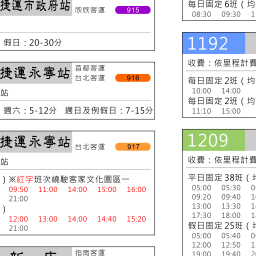 捷運市政府站
欣欣客運
915
假日：20-30分
捷運永寧站
首都客運
台北客運
916
站
週六：5-12分 週日及例假日：7-15分
捷運永寧站
台北客運
917
站
)※紅字班次繞駛客家文化園區一
09:50 11:00 14:00 15:00 16:00
21:00
)
12:00 13:00 14:00 14:40 15:20
21:00
指南客運
每日固定6班（均
08:30 09:30
1192
收費：依里程計費
每日固定2班（均
10:00 14:00
每日固定2班（均
11:10 15:00
1209
收費：依里程計費
平日固定38班（均
05:00 05:30
09:20 09:40
13:00 13:30
17:30 18:00
假日固定25班（均
05:00 05:40
12:00 12:50
19:00 19:40